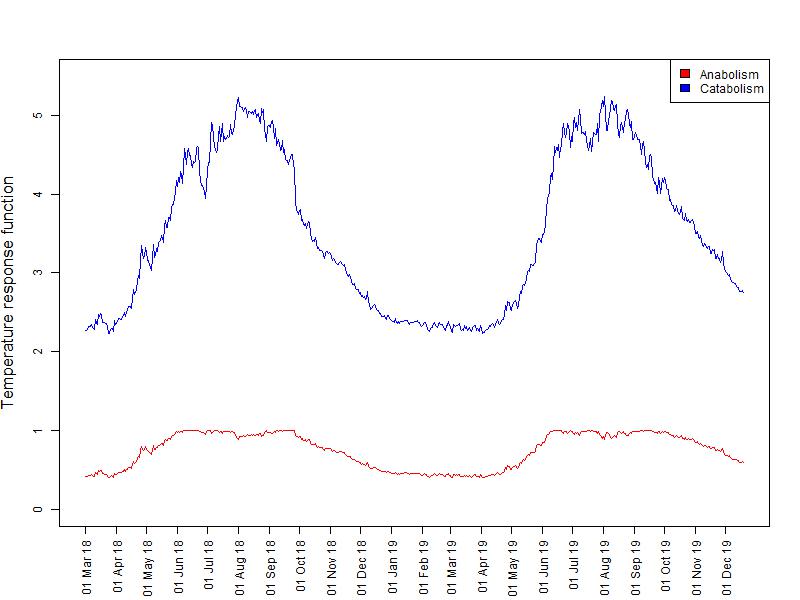 Anabolism
Catabolism
Temperature response function
5
4
3
2
1
0
01 Mar 18
01 Apr 18
01 May 18
01 Jun 18
01 Jul 18
01 Aug 18
01 Sep 18
01 Oct 18
01 Nov 18
01 Dec 18
01 Jan 19
01 Feb 19
01 Mar 19
01 Apr 19
01 May 19
01 Jun 19
01 Jul 19
01 Aug 19
01 Sep 19
01 Oct 19
01 Nov 19
01 Dec 19